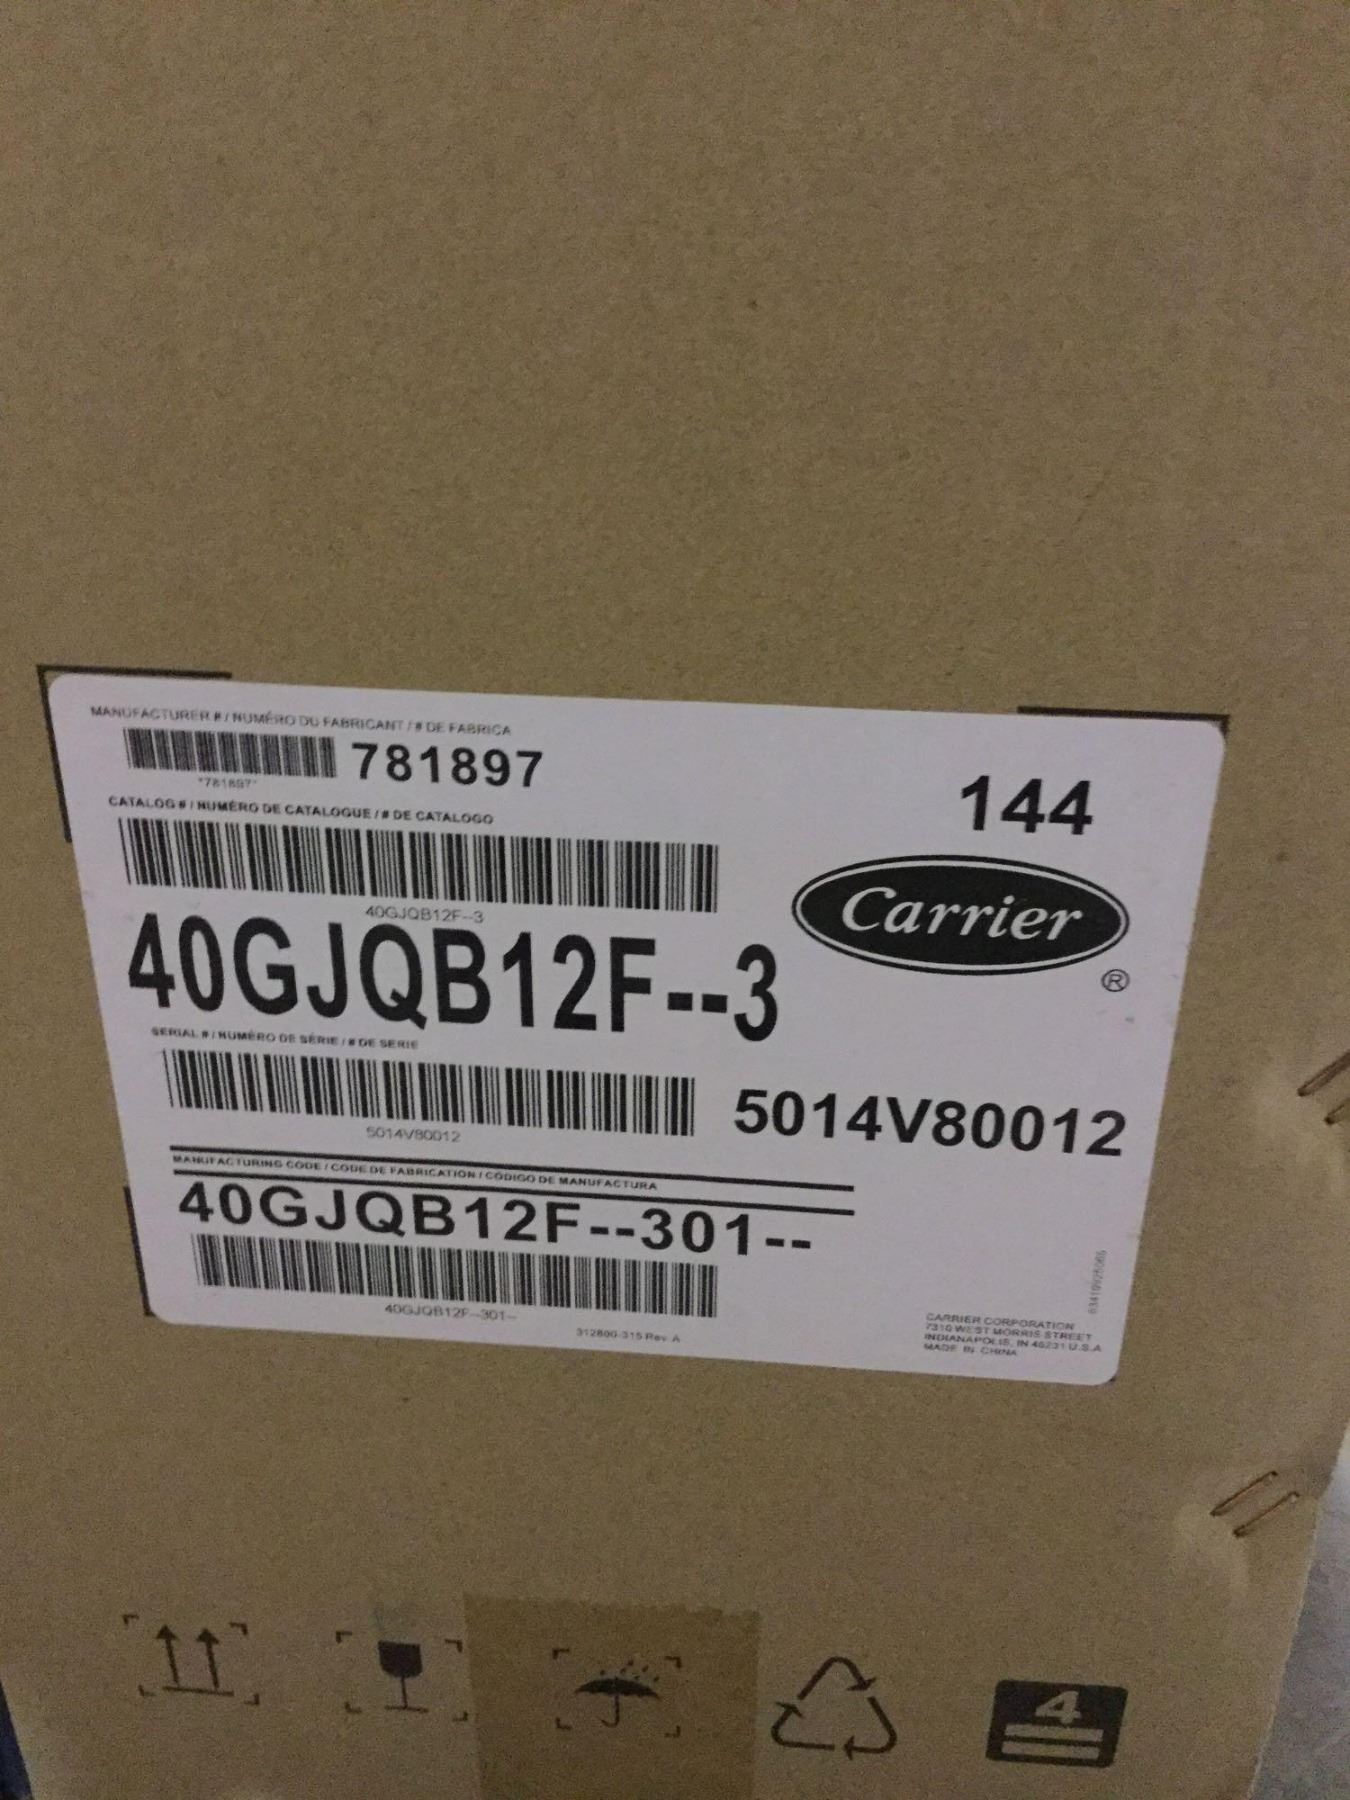 MANUFACTURER # / NUMÉRO DU FABRICANT / # DE FABRICA
781897
*781897*
144
CATALOG # / NUMÉRO DE CATALOGUE / # DE CATALOGO
40GJQB12F--3
Carrier
®
40GJQB12F--3
SERIAL # / NUMÉRO DE SÉRIE / # DE SERIE
5014V80012
5014V80012
MANUFACTURING CODE / CODE DE FABRICATION / CÓDIGO DE MANUFACTURA
40GJQB12F--301--
40GJQB12F--301--
312800-315 Rev. A
CARRIER CORPORATION
7310 WEST MORRIS STREET
INDIANAPOLIS, IN 46231 U.S.A
MADE IN CHINA
4